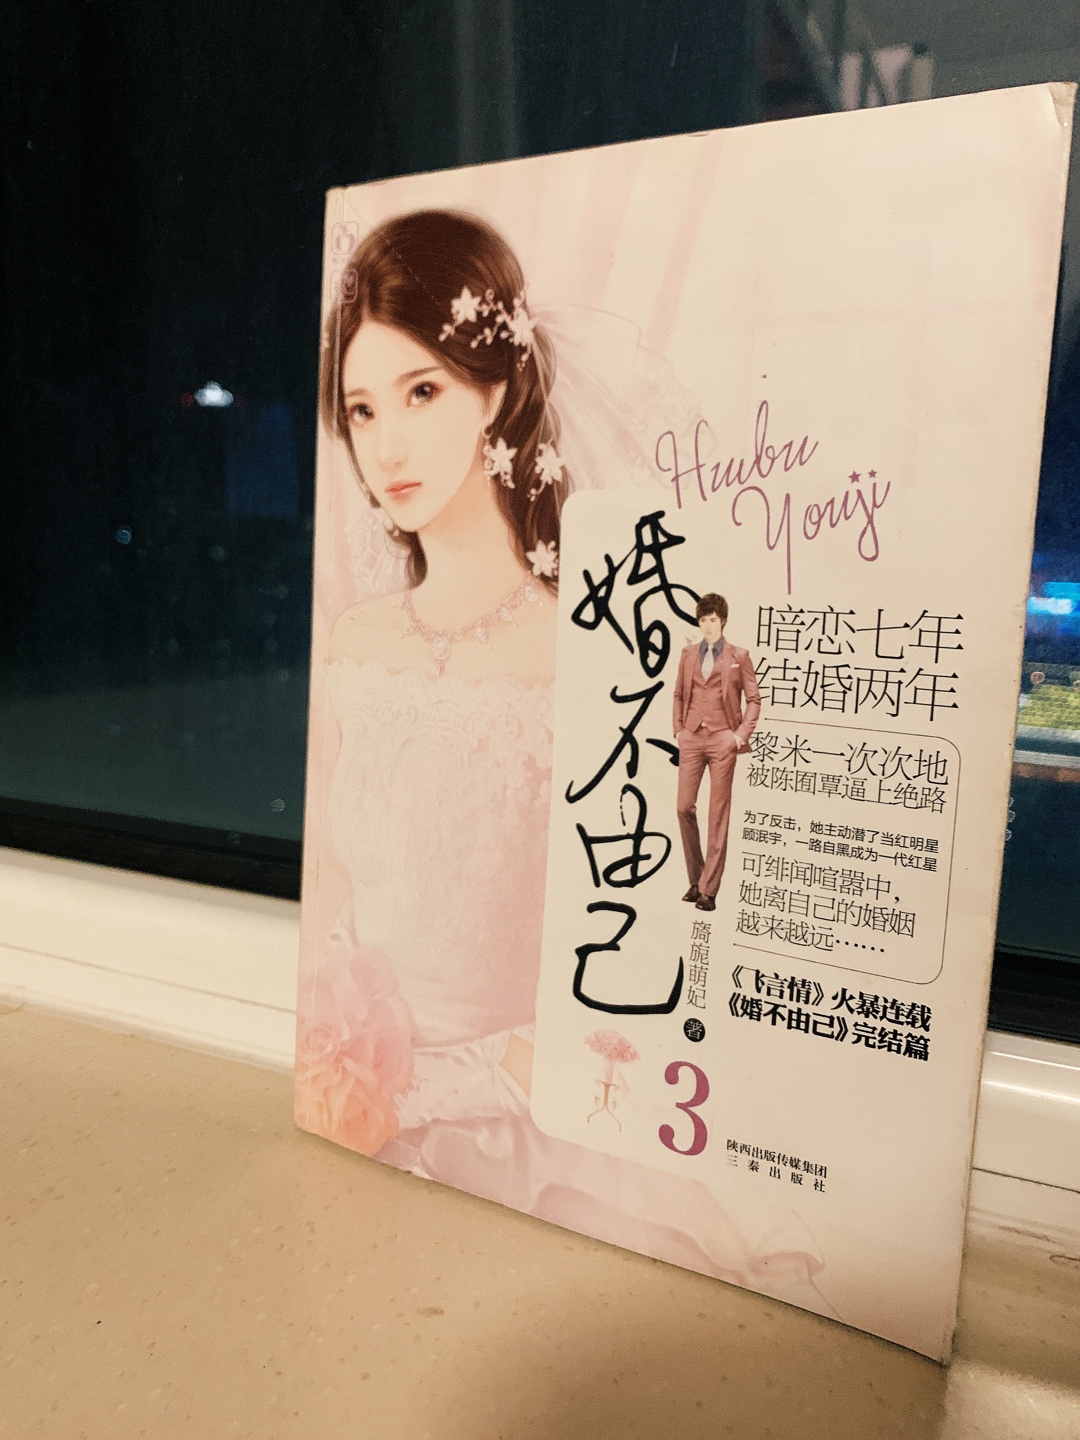 Hunbu
Youji
婚不由己
暗恋七年
结婚两年
黎米一次次地
被陈囿覃逼上绝路
为了反击，她主动潜了当红明星
顾泯宇，一路自黑成为一代红星
可绯闻喧嚣中，
她离自己的婚姻
越来越远……
旖旎萌妃 著
《飞言情》火暴连载
《婚不由己》完结篇
3
陕西出版传媒集团
三秦出版社